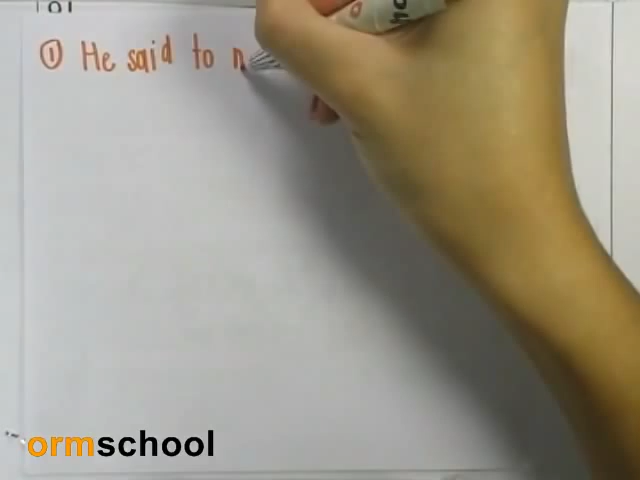 ① He said to
ormschool